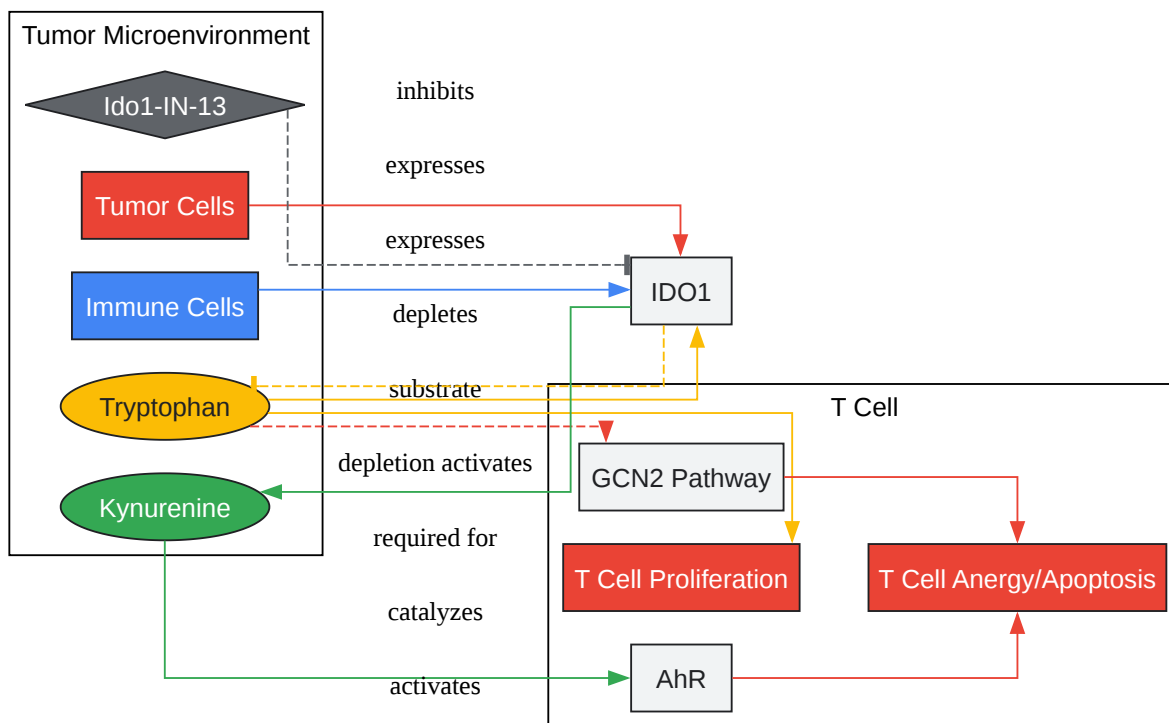 Tumor Microenvironment
Ido1-IN-13
inhibits
expresses
Tumor Cells
expresses
IDO1
Immune Cells
depletes
substrate
Tryptophan
T Cell
depletion activates
GCN2 Pathway
Kynurenine
required for
T Cell Proliferation
T Cell Anergy/Apoptosis
catalyzes
activates
AhR